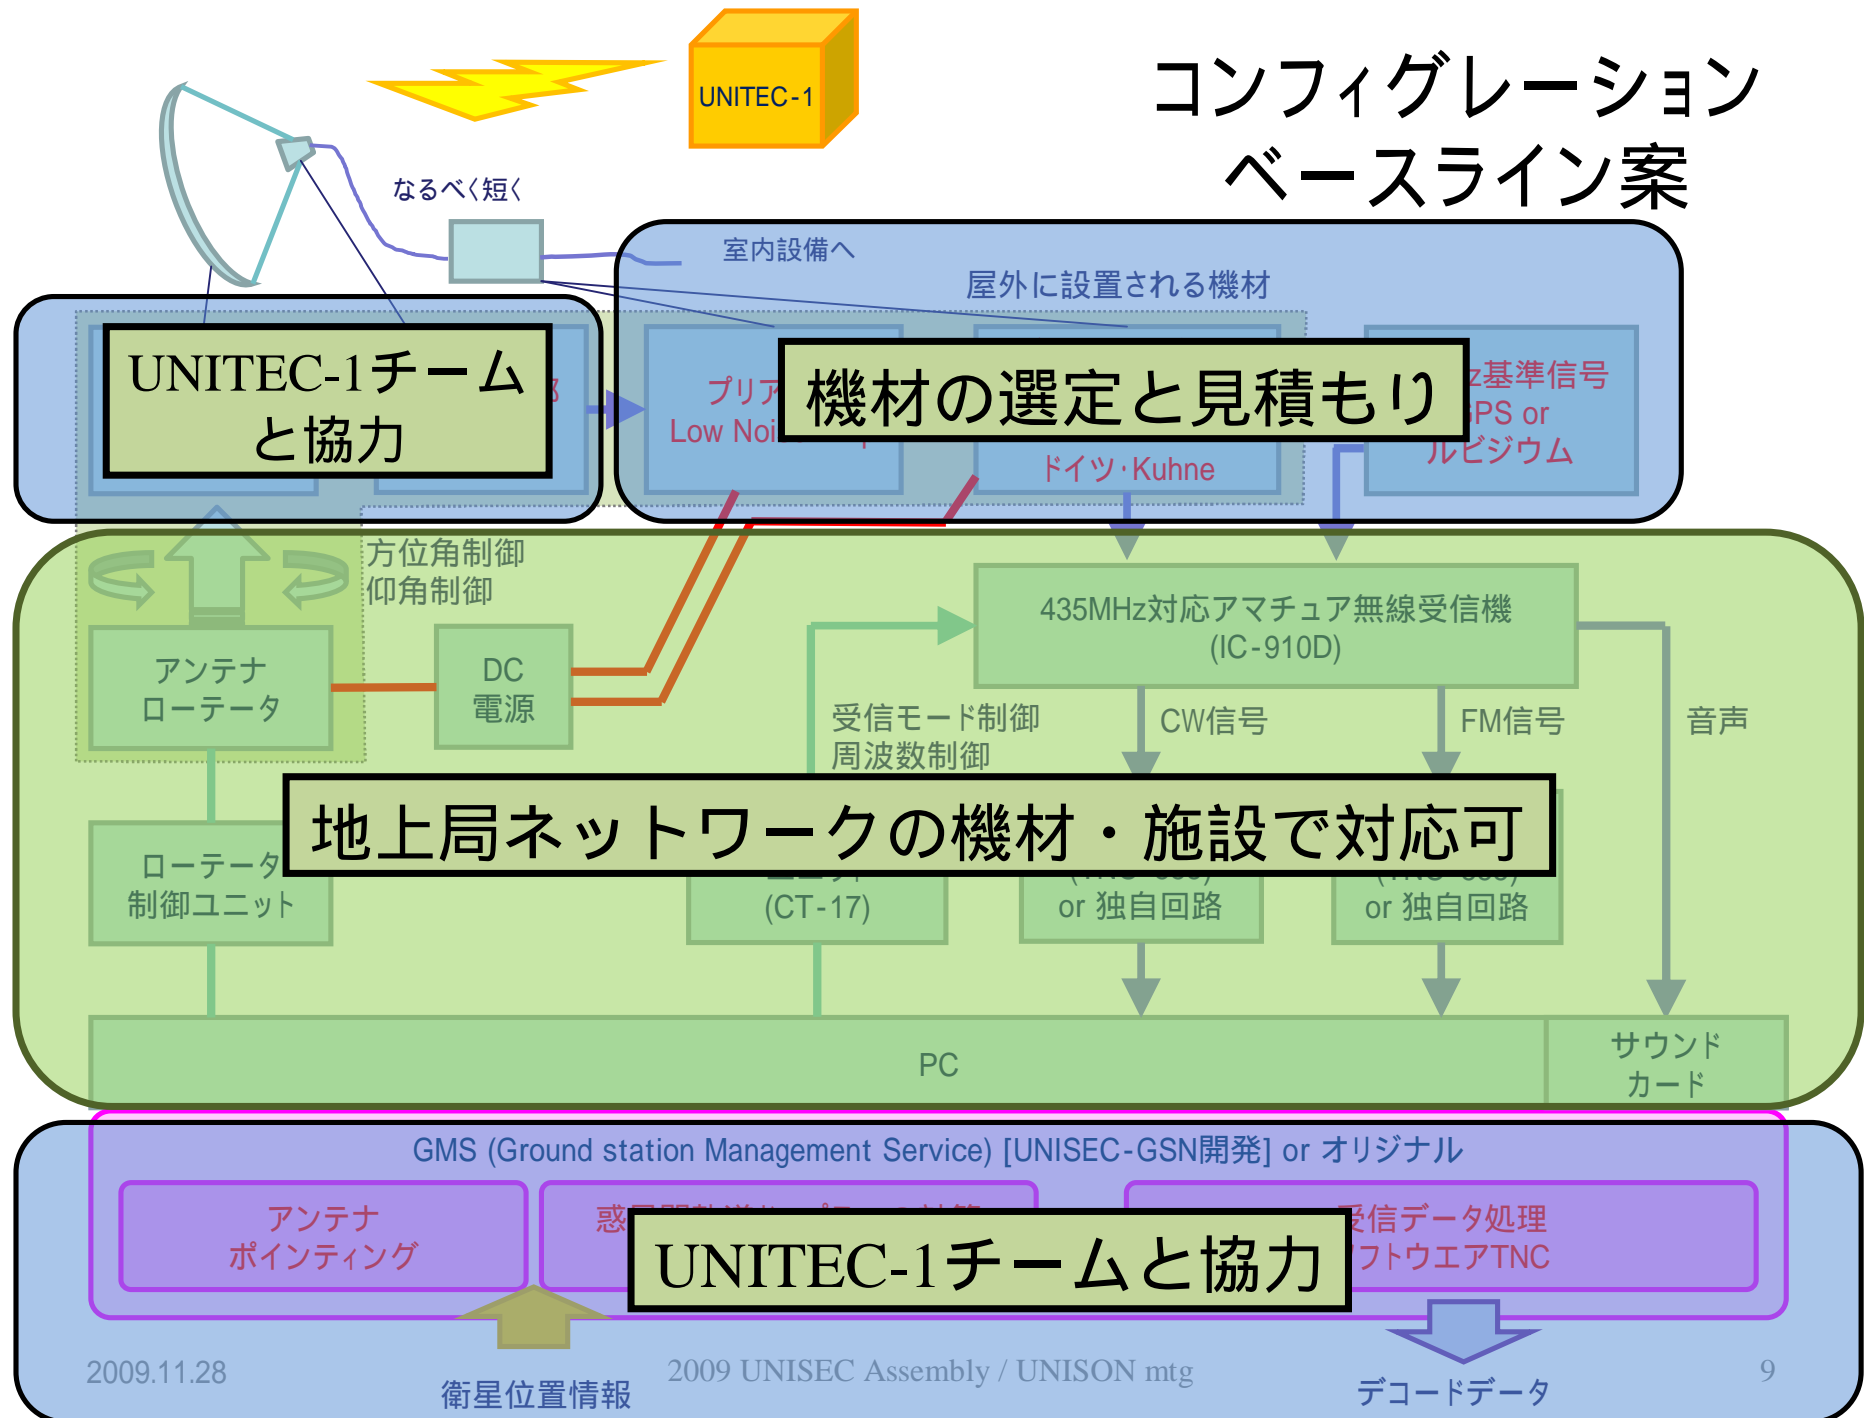 コンフィグレーション
ベースライン案
UNITEC-1
なるべく短く
室内設備へ
屋外に設置される機材
UNITEC-1チーム
と協力
機材の選定と見積もり
Low
ドイツ・Kuhne
基準信号
GPS or
ルビジウム
方位角制御
仰角制御
435MHz対応アマチュア無線受信機
(IC-910D)
アンテナ
ローテータ
DC
電源
受信モード制御
周波数制御
CW信号
FM信号
音声
地上局ネットワークの機材・施設で対応可
ローテータ
制御ユニット
(CT-17)
or 独自回路
or 独自回路
PC
サウンド
カード
GMS (Ground station Management Service) [UNISEC-GSN開発] or オリジナル
アンテナ
ポインティング
受信データ処理
ソフトウエアTNC
UNITEC-1チームと協力
2009.11.28
衛星位置情報
2009 UNISEC Assembly / UNISON mtg
デコードデータ
9